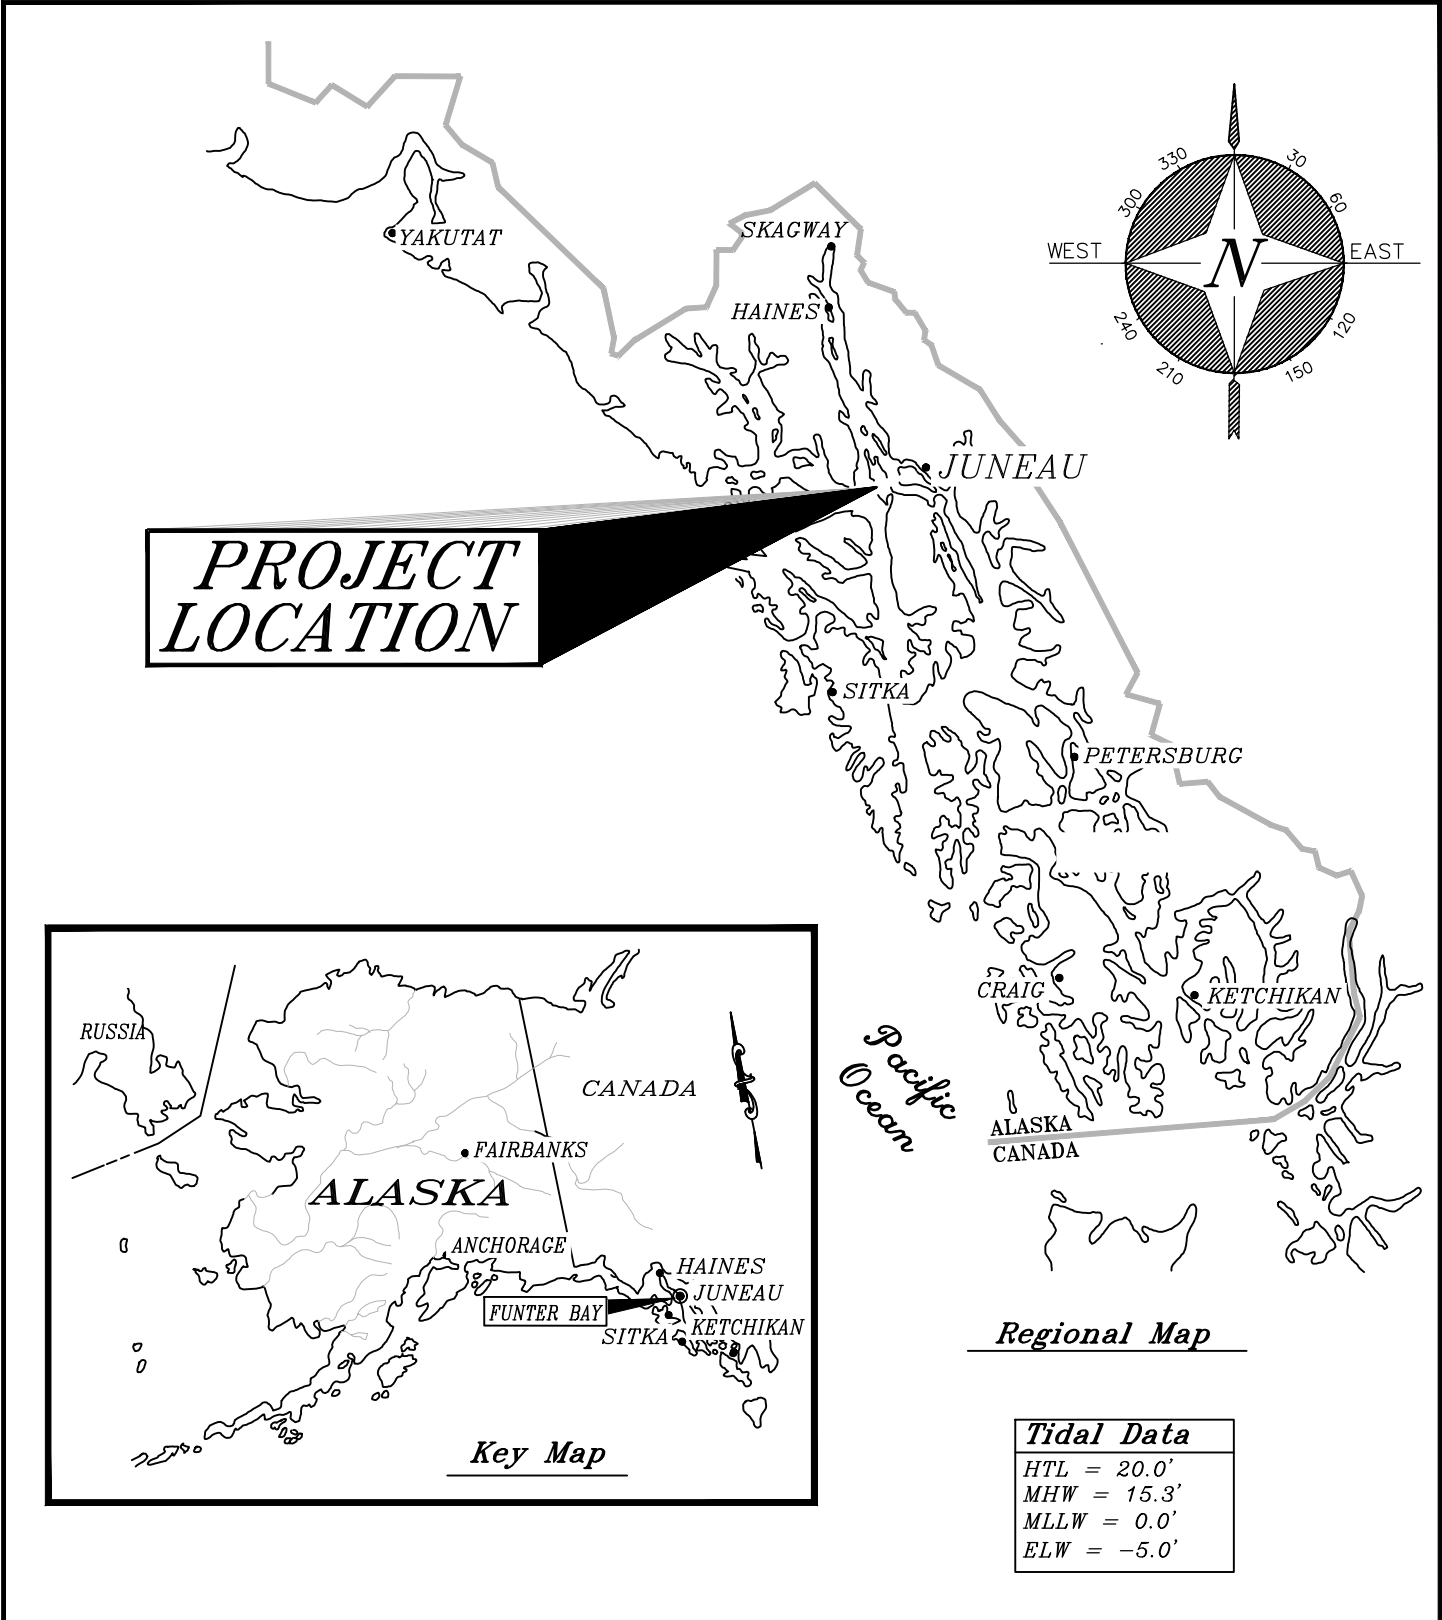 YAKUTAT
SKAGWAY
HAINES
JUNEAU
PROJECT
LOCATION
SITKA
PETERSBURG
CRAIG
KETCHIKAN
Pacific
Ocean
ALASKA
CANADA
330
30
300
60
WEST
N
EAST
240
120
210
150
RUSSIA
CANADA
FAIRBANKS
ALASKA
ANCHORAGE
HAINES
JUNEAU
FUNTER BAY
KETCHIKAN
SITKA
Key Map
Regional Map
Tidal Data
HTL = 20.0'
MHW = 15.3'
MLLW = 0.0'
ELW = -5.0'